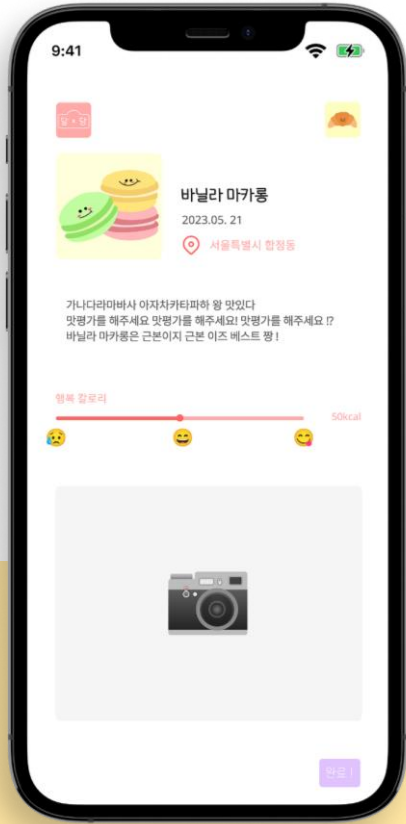 9:41
바닐라 마카롱
2023.05. 21
서울특별시 합정동
가나다라마바사 아자차카타파하 왕 맛있다
맛평가를 해주세요 맛평가를 해주세요! 맛평가를 해주세요 !?
바닐라 마카롱은 근본이지 근본 이즈 베스트 짱 !
행복 칼로리
50kcal
완료 !